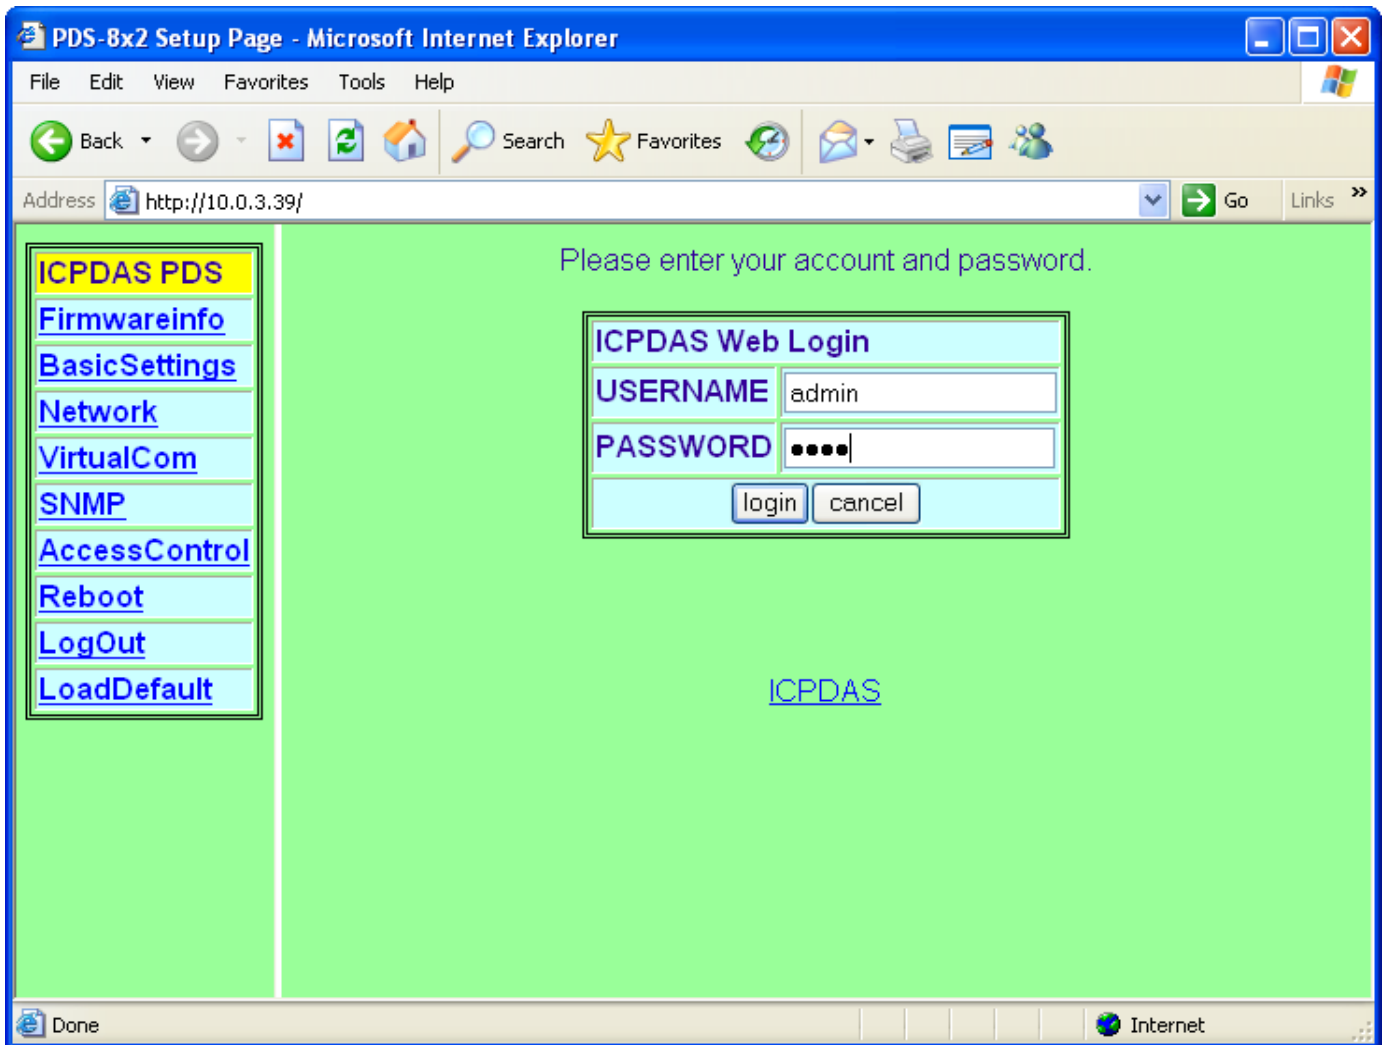 PDS-8x2 Setup Page - Microsoft Internet Explorer
File Edit View Favorites Tools Help
Back Search Favorites
Address http://10.0.3.39/ Go Links »
Please enter your account and password.
ICPDAS PDS
Firmwareinfo
BasicSettings
Network
VirtualCom
SNMP
AccessControl
Reboot
LogOut
LoadDefault
ICPDAS Web Login
USERNAME admin
PASSWORD ••••
login cancel
ICPDAS
Done Internet